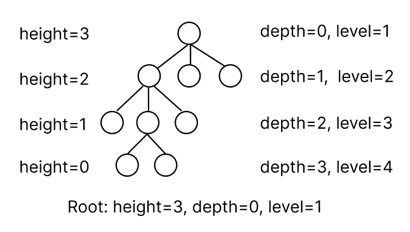 height=3 depth=0, level=1
height=2 depth=1, level=2
height=1 depth=2, level=3
height=0 depth=3, level=4
Root: height=3, depth=0, level=1